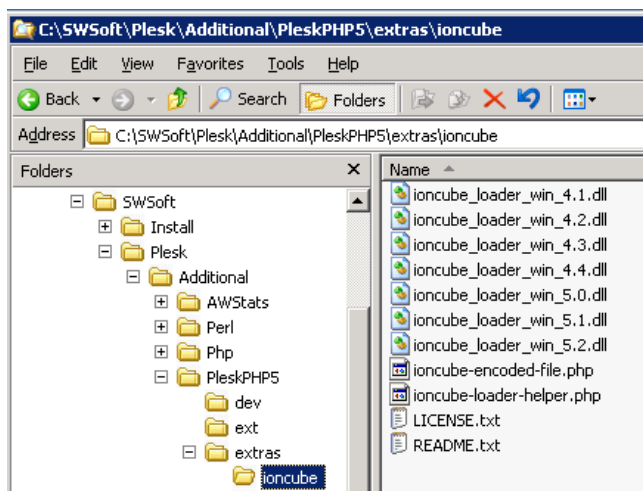 C:\SWSoft\Plesk\Additional\PleskPHP5\extras\ioncube
File Edit View Favorites Tools Help
Back Search Folders
Address C:\SWSoft\Plesk\Additional\PleskPHP5\extras\ioncube
Folders
SWSoft
Install
Plesk
Additional
AWStats
Perl
Php
PleskPHP5
dev
ext
extras
ioncube
Name
ioncube_loader_win_4.1.dll
ioncube_loader_win_4.2.dll
ioncube_loader_win_4.3.dll
ioncube_loader_win_4.4.dll
ioncube_loader_win_5.0.dll
ioncube_loader_win_5.1.dll
ioncube_loader_win_5.2.dll
ioncube-encoded-file.php
ioncube-loader-helper.php
LICENSE.txt
README.txt